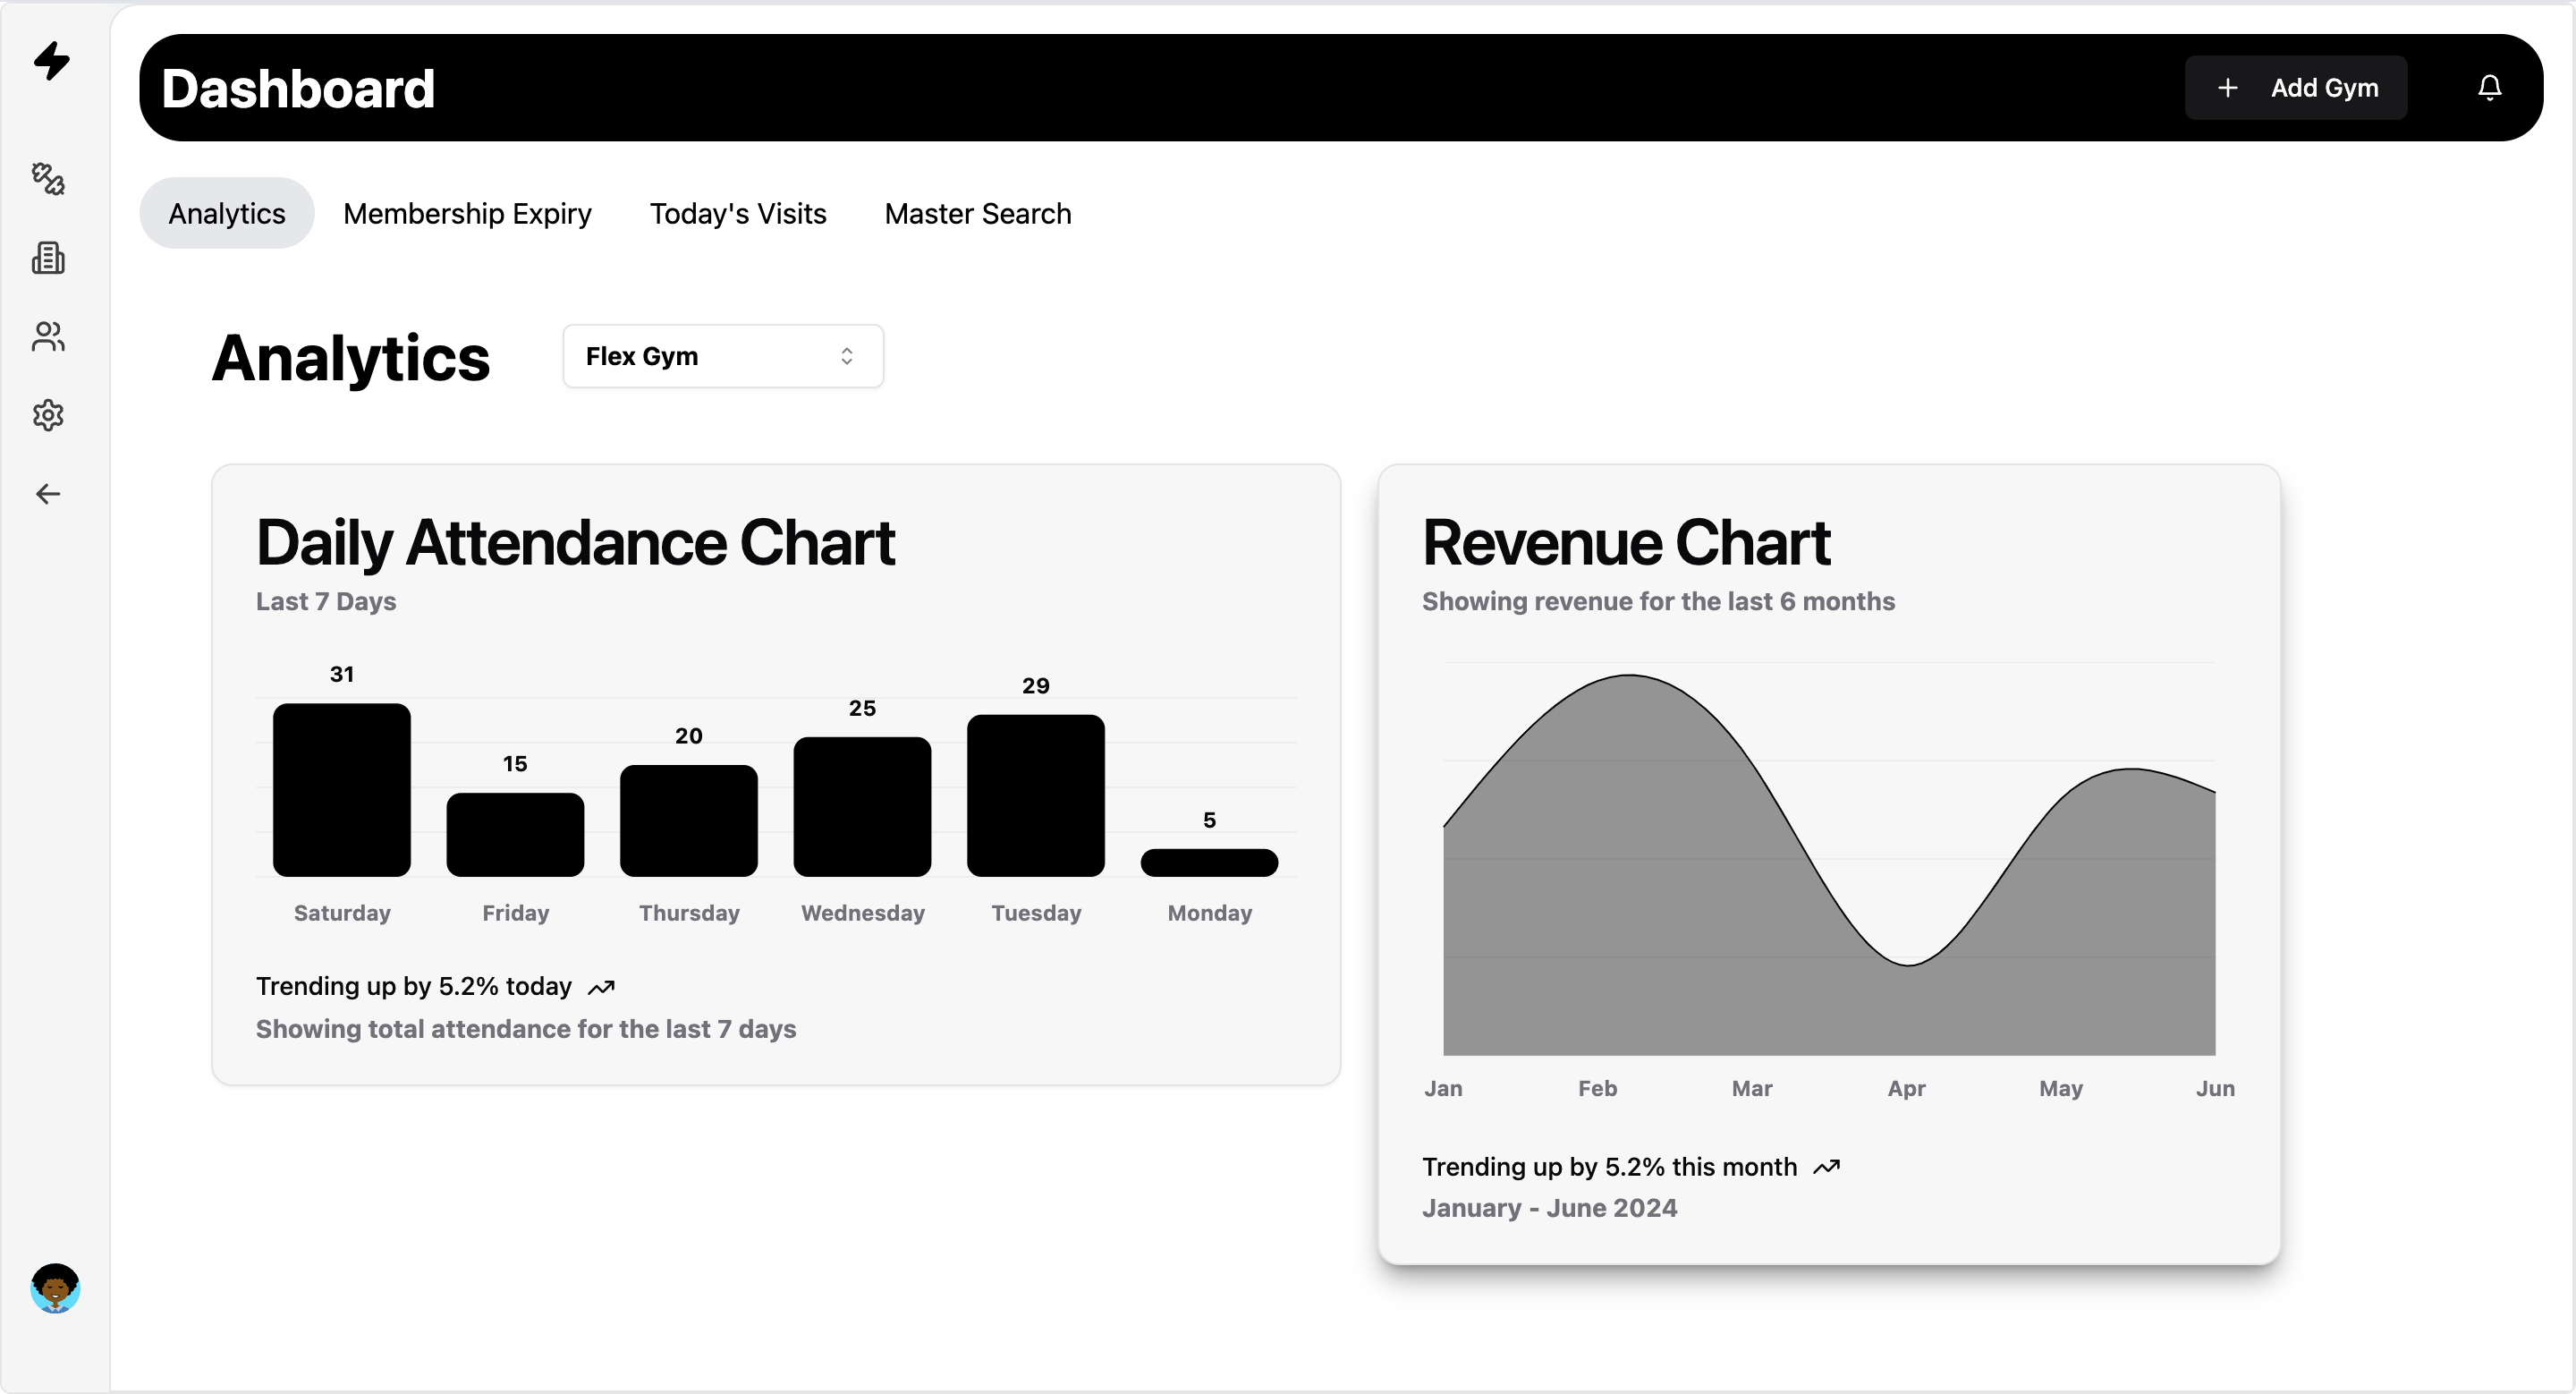 Dashboard
+ Add Gym
Analytics Membership Expiry Today's Visits Master Search
Analytics
Flex Gym
Daily Attendance Chart
Last 7 Days
31 15 20 25 29 5
Saturday Friday Thursday Wednesday Tuesday Monday
Trending up by 5.2% today
Showing total attendance for the last 7 days
Revenue Chart
Showing revenue for the last 6 months
Jan Feb Mar Apr May Jun
Trending up by 5.2% this month
January - June 2024